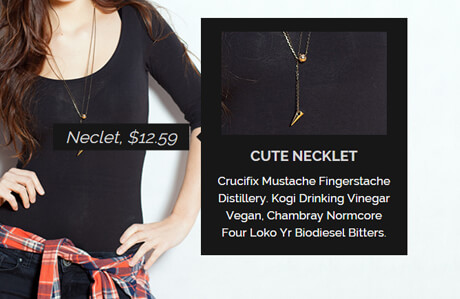 Neclet, $12.59
CUTE NECKLET
Crucifix Mustache Fingerstache
Distillery. Kogi Drinking Vinegar
Vegan, Chambray Normcore
Four Loko Yr Biodiesel Bitters.